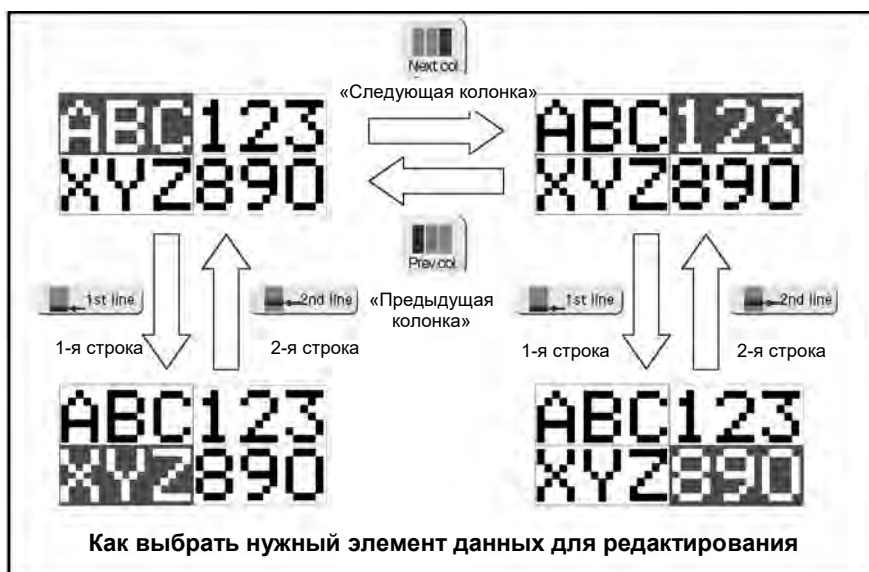 Next col.
«Следующая колонка»
ABC123
XYZ890
ABC123
XYZ890
Prev.col.
«Предыдущая
колонка»
1st line
1-я строка
2nd line
2-я строка
1st line
1-я строка
2nd line
2-я строка
ABC123
XYZ890
ABC123
XYZ890
Как выбрать нужный элемент данных для редактирования